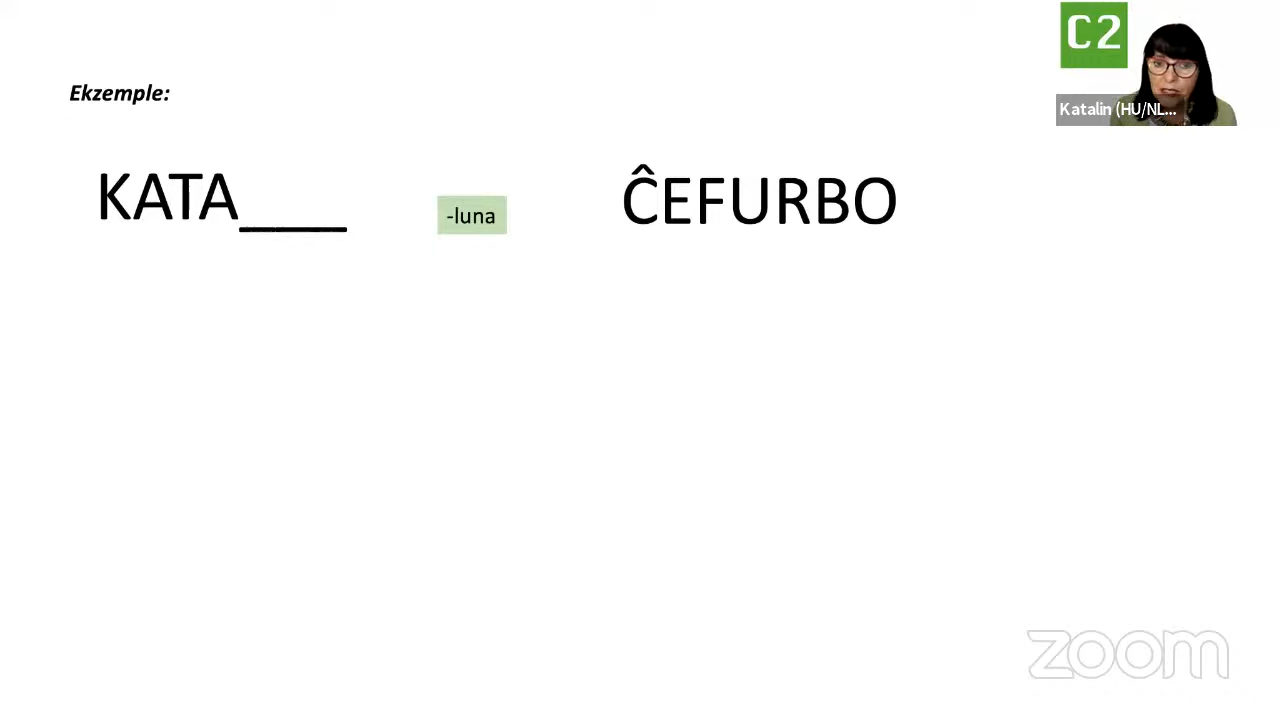 C2
Katalin (HU/NL...
Ekzemple:
KATA____ -luna ĈEFURBO
zoom